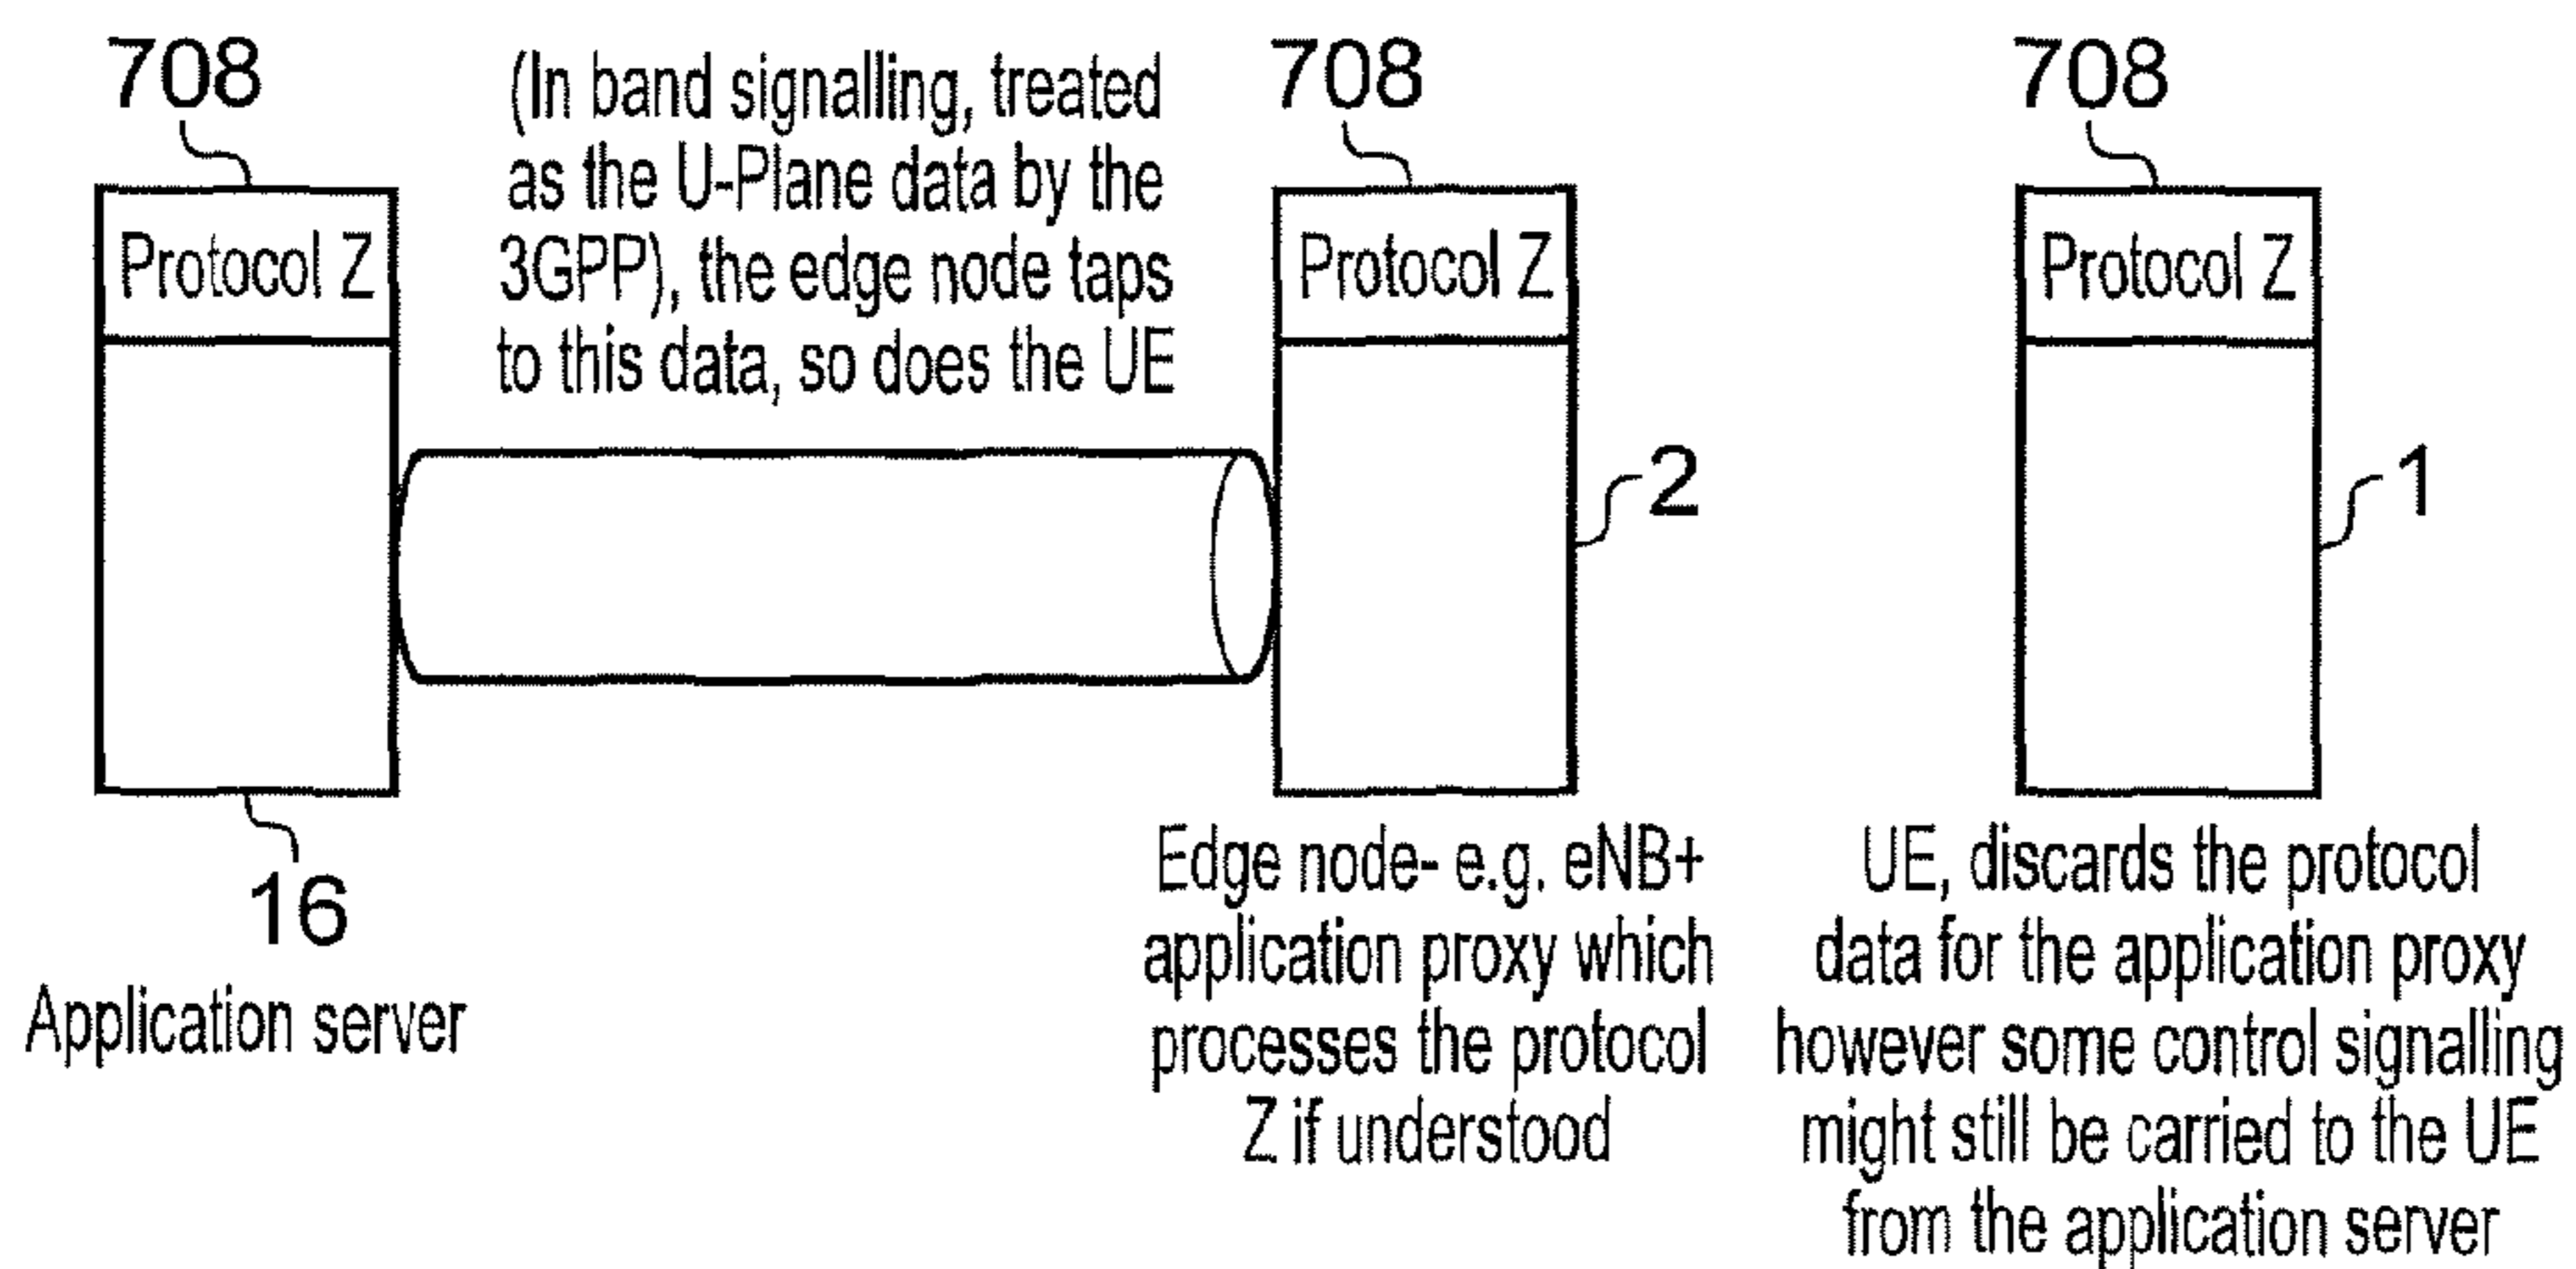 708
(In band signalling, treated
as the U-Plane data by the
3GPP), the edge node taps
to this data, so does the UE
708
708
Protocol Z
Protocol Z
Protocol Z
2
1
16
Application server
Edge node- e.g. eNB+
application proxy which
processes the protocol
Z if understood
UE, discards the protocol
data for the application proxy
however some control signalling
might still be carried to the UE
from the application server